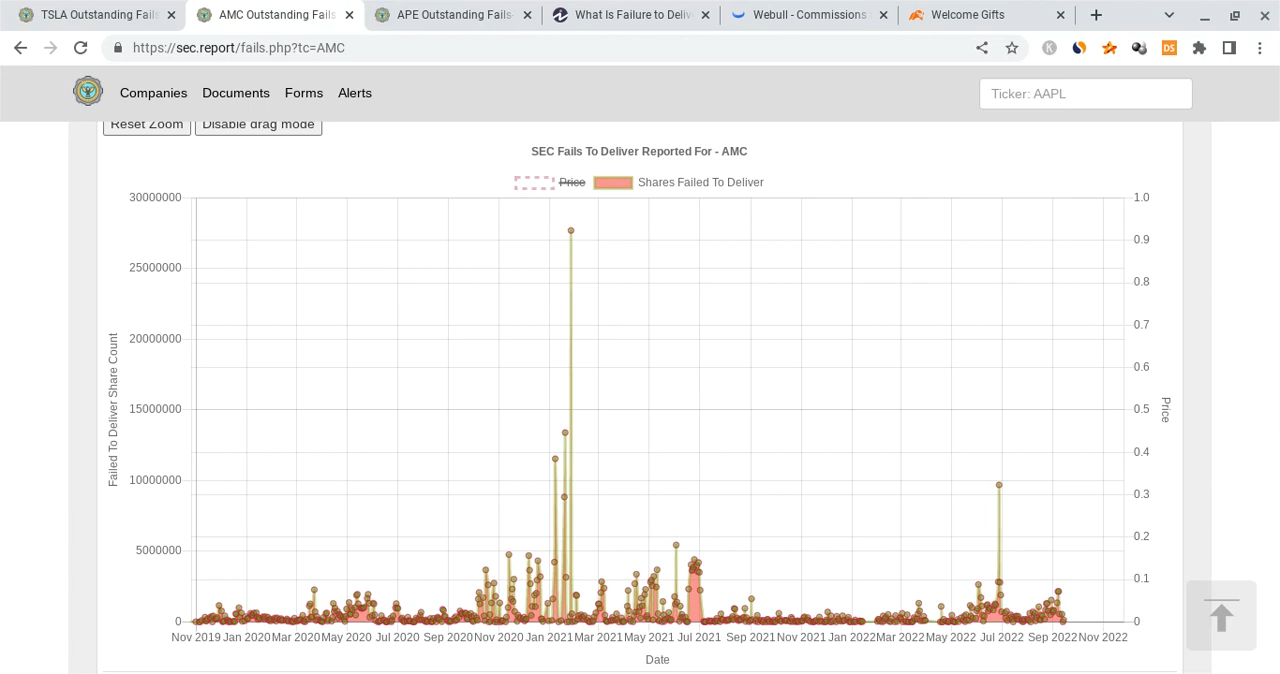 TSLA Outstanding Fails
AMC Outstanding Fails
APE Outstanding Fails
What Is Failure to Deliv
Webull - Commissions
Welcome Gifts
https://sec.report/fails.php?tc=AMC
K
DS
Companies
Documents
Forms
Alerts
Ticker: AAPL
Reset Zoom
Disable drag mode
SEC Fails To Deliver Reported For - AMC
Price
Shares Failed To Deliver
30000000
25000000
20000000
15000000
10000000
5000000
0
Failed To Deliver Share Count
1.0
0.9
0.8
0.7
0.6
0.5
0.4
0.3
0.2
0.1
0
Price
Nov 2019 Jan 2020 Mar 2020 May 2020 Jul 2020 Sep 2020 Nov 2020 Jan 2021 Mar 2021 May 2021 Jul 2021 Sep 2021 Nov 2021 Jan 2022 Mar 2022 May 2022 Jul 2022 Sep 2022 Nov 2022
Date